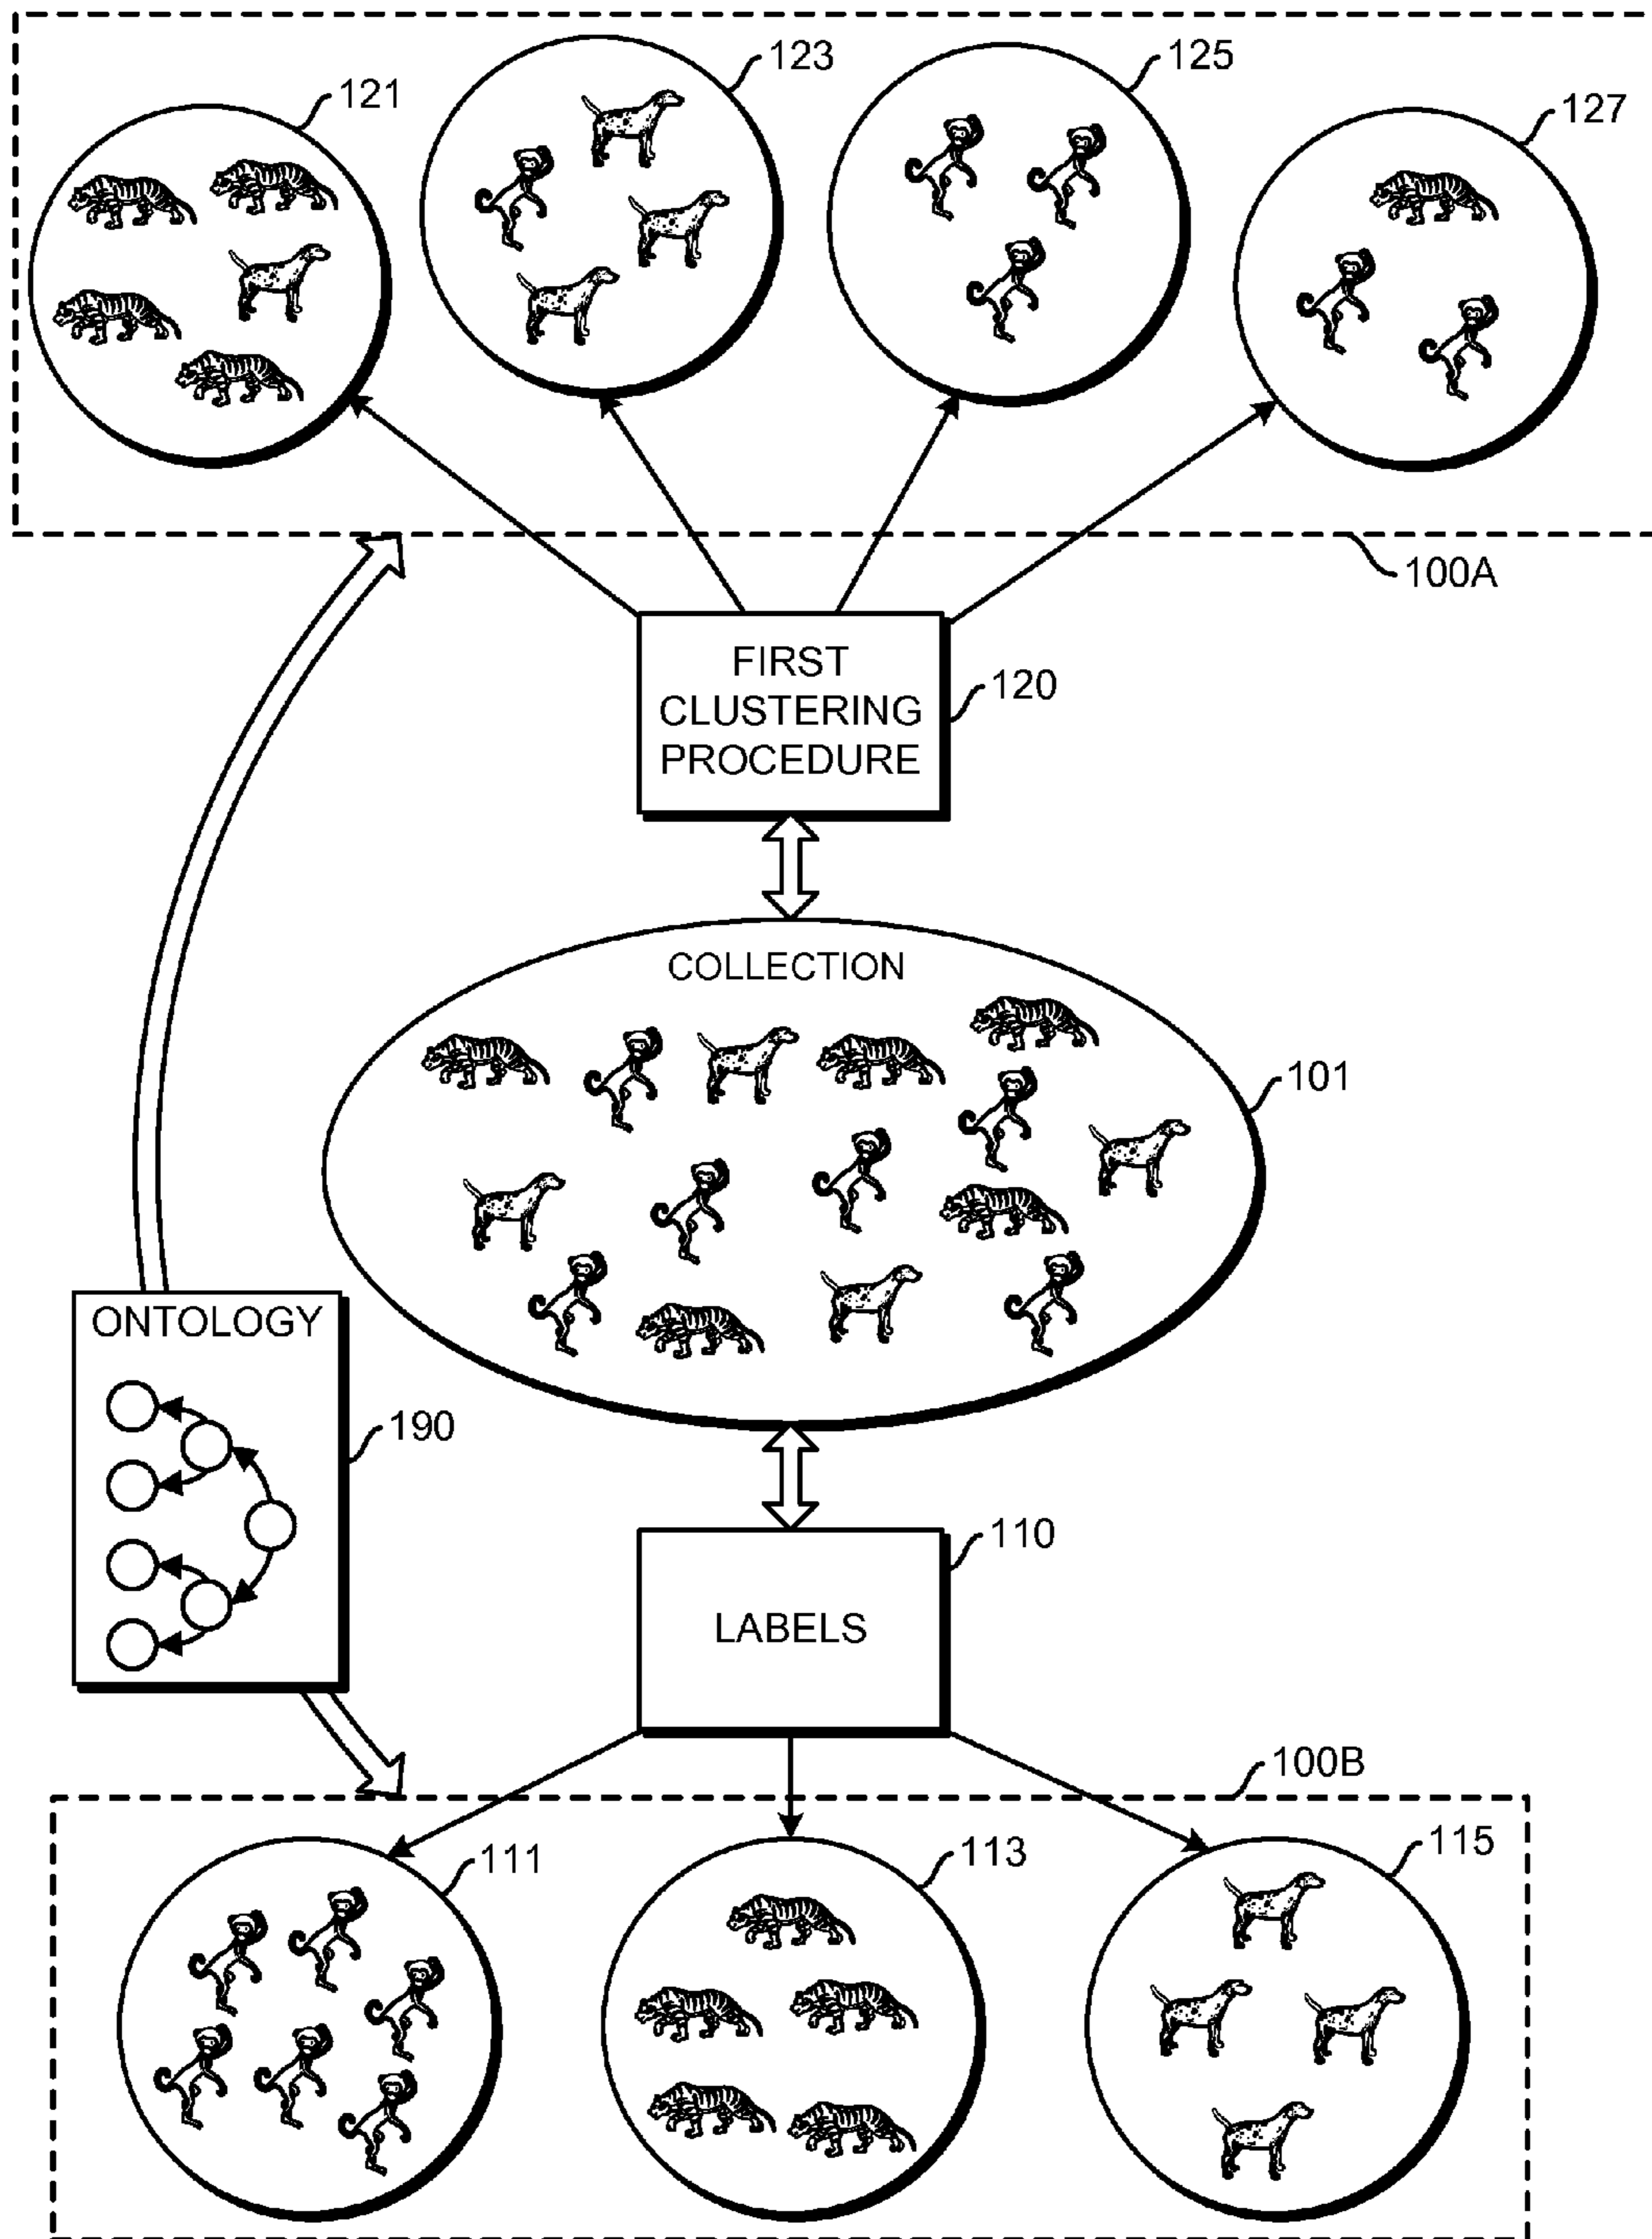 121
123
125
127
100A
FIRST
CLUSTERING
PROCEDURE
120
COLLECTION
101
ONTOLOGY
190
110
LABELS
100B
111
113
115